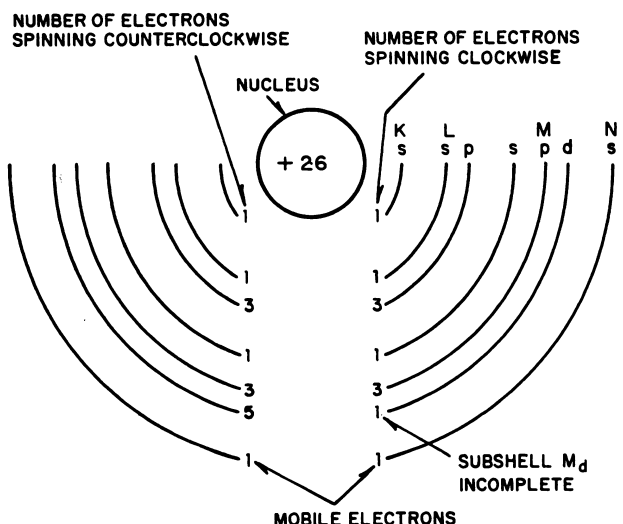 NUMBER OF ELECTRONS
SPINNING COUNTERCLOCKWISE
NUMBER OF ELECTRONS
SPINNING CLOCKWISE
NUCLEUS
K L M N
s s p s p d s
+26
1 1
1 1
3 3
1 1
3 3
5 1
1 1
SUBSHELL Md
INCOMPLETE
MOBILE ELECTRONS